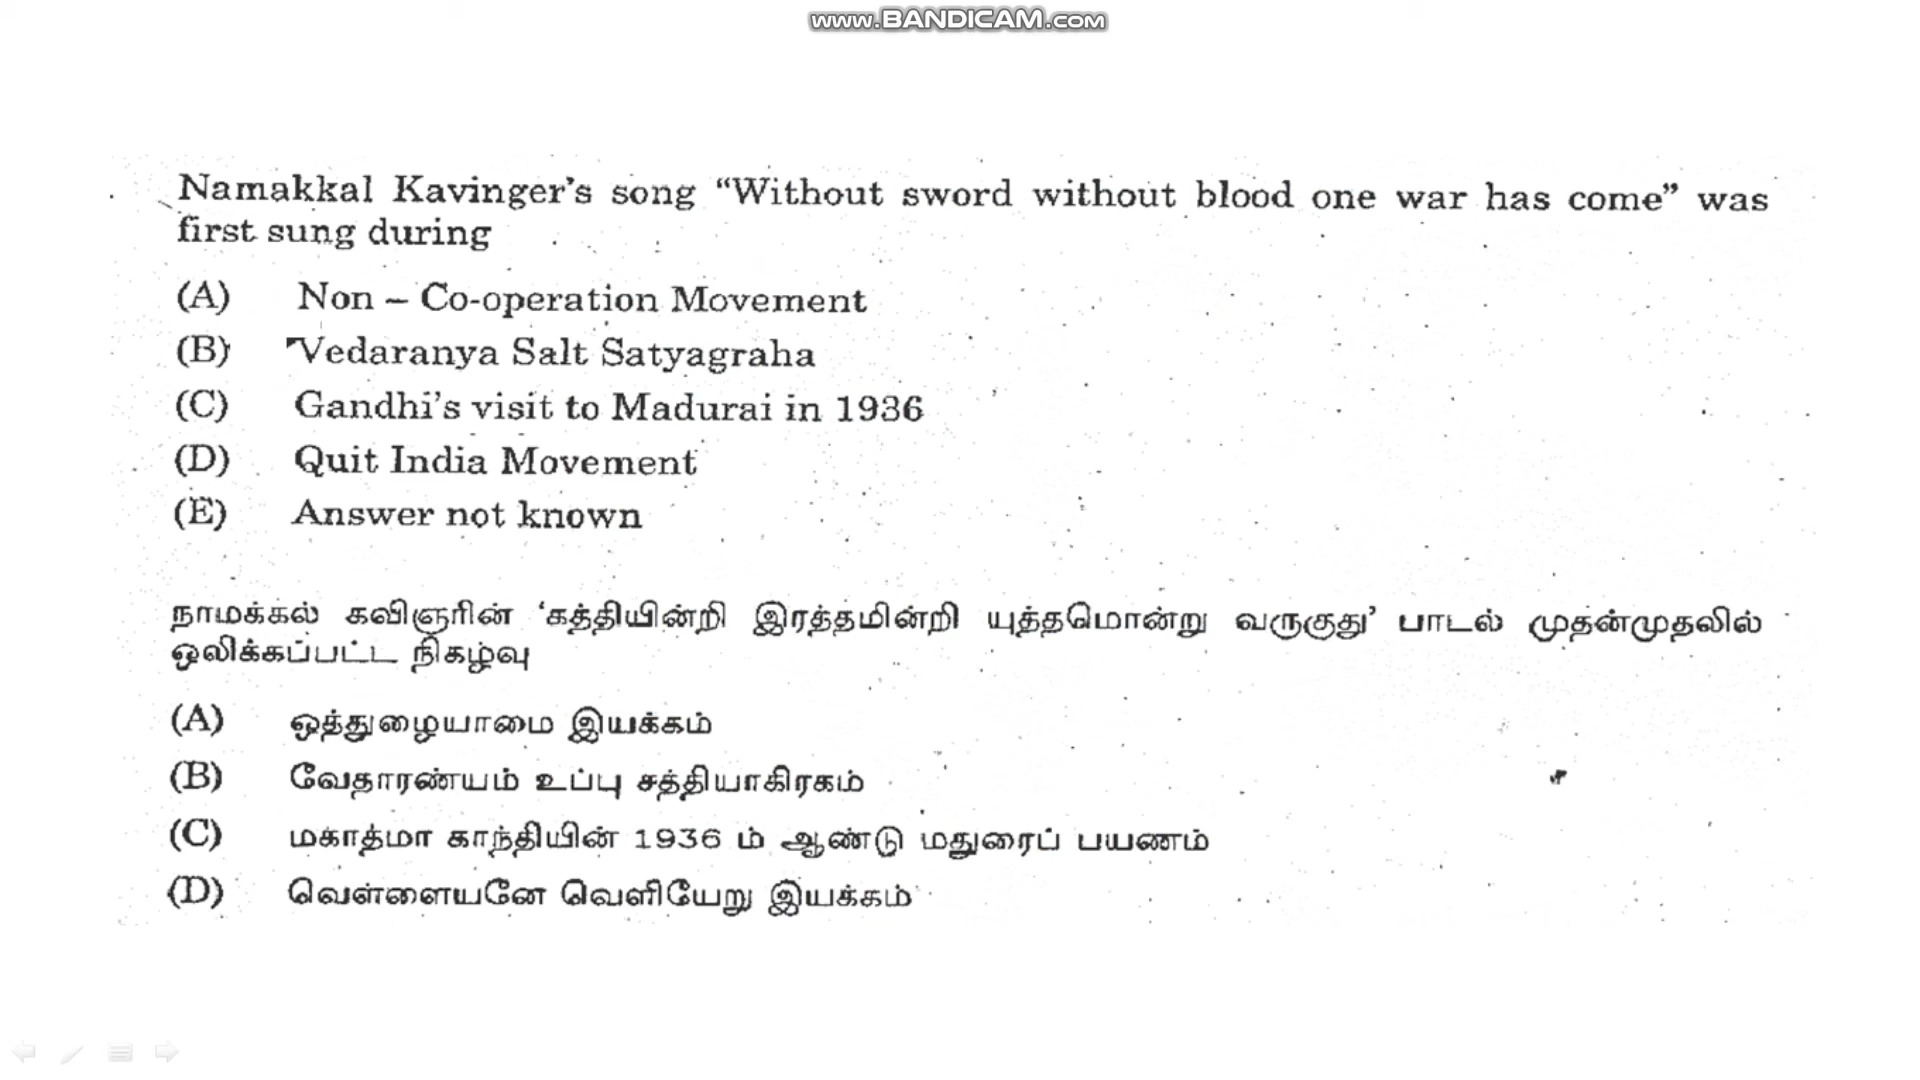 www.BANDICAM.com
Namakkal Kavinger's song “Without sword without blood one war has come” was
first sung during
(A) Non – Co-operation Movement
(B) Vedaranya Salt Satyagraha
(C) Gandhi's visit to Madurai in 1936
(D) Quit India Movement
(E) Answer not known
நாமக்கல் கவிஞரின் ‘கத்தியின்றி இரத்தமின்றி யுத்தமொன்று வருகுது’ பாடல் முதன்முதலில்
ஒலிக்கப்பட்ட நிகழ்வு
(A) ஒத்துழையாமை இயக்கம்
(B) வேதாரண்யம் உப்பு சத்தியாகிரகம்
(C) மகாத்மா காந்தியின் 1936 ம் ஆண்டு மதுரைப் பயணம்
(D) வெள்ளையனே வெளியேறு இயக்கம்